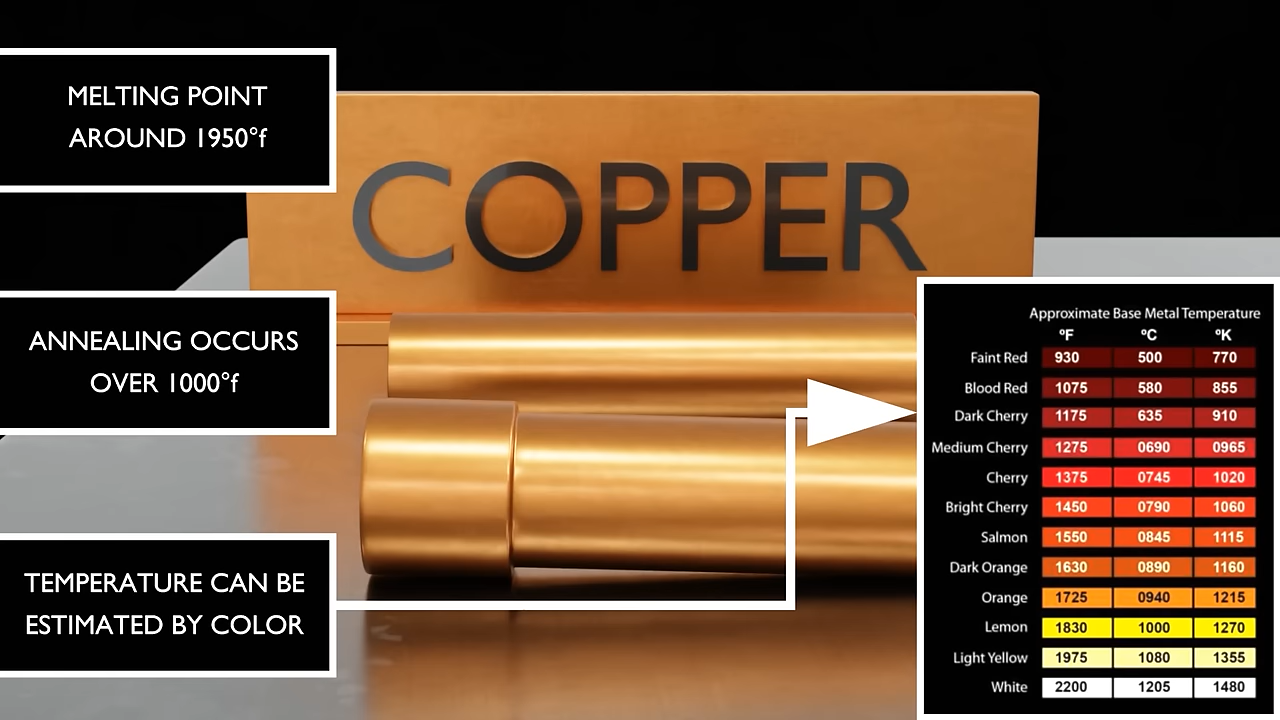 MELTING POINT
AROUND 1950°f
COPPER
ANNEALING OCCURS
OVER 1000°f
TEMPERATURE CAN BE
ESTIMATED BY COLOR
Approximate Base Metal Temperature
ºF ºC ºK
Faint Red 930 500 770
Blood Red 1075 580 855
Dark Cherry 1175 635 910
Medium Cherry 1275 0690 0965
Cherry 1375 0745 1020
Bright Cherry 1450 0790 1060
Salmon 1550 0845 1115
Dark Orange 1630 0890 1160
Orange 1725 0940 1215
Lemon 1830 1000 1270
Light Yellow 1975 1080 1355
White 2200 1205 1480